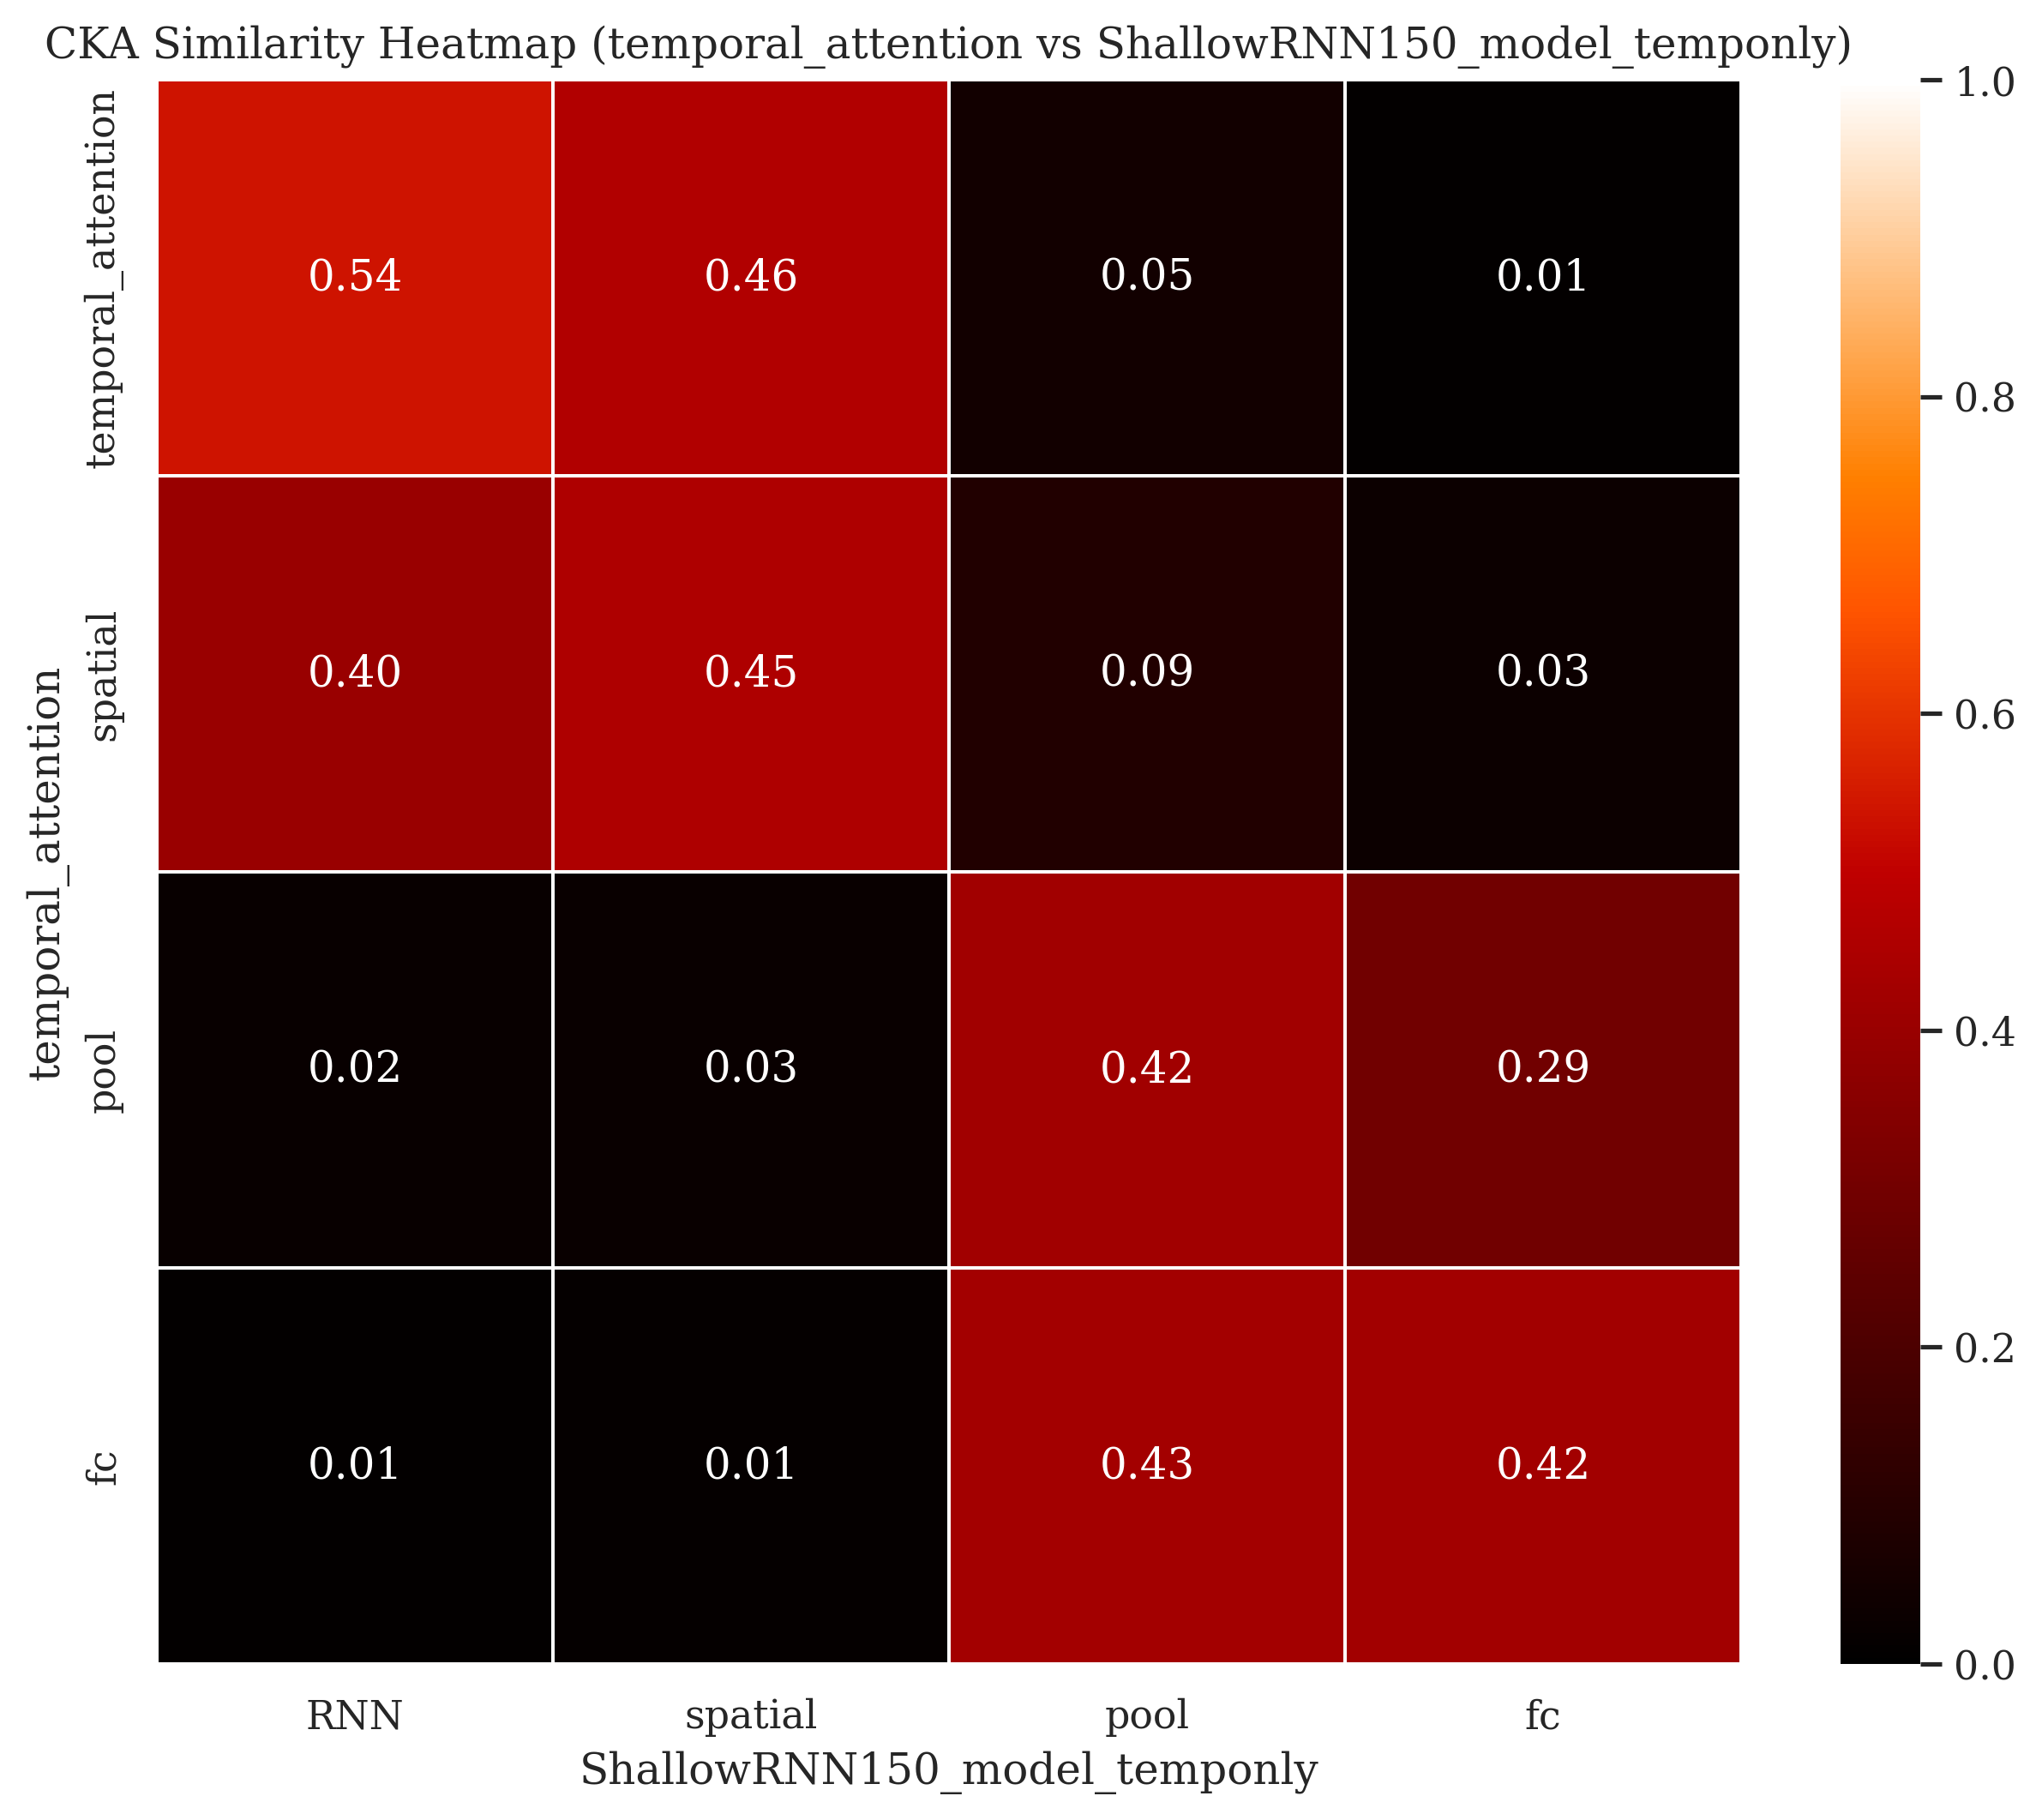 CKA Similarity Heatmap (temporal_attention vs ShallowRNN150_model_temponly)
temporal_attention
temporal_attention
0.54 0.46 0.05 0.01
spatial
0.40 0.45 0.09 0.03
pool
0.02 0.03 0.42 0.29
fc
0.01 0.01 0.43 0.42
RNN spatial pool fc
ShallowRNN150_model_temponly
1.0
0.8
0.6
0.4
0.2
0.0